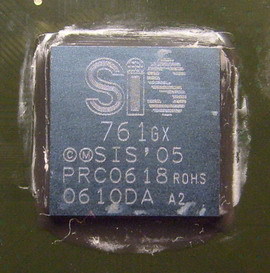 SiS
761GX
©ⓂSIS'05
PRC0618 ROHS
0610DA A2